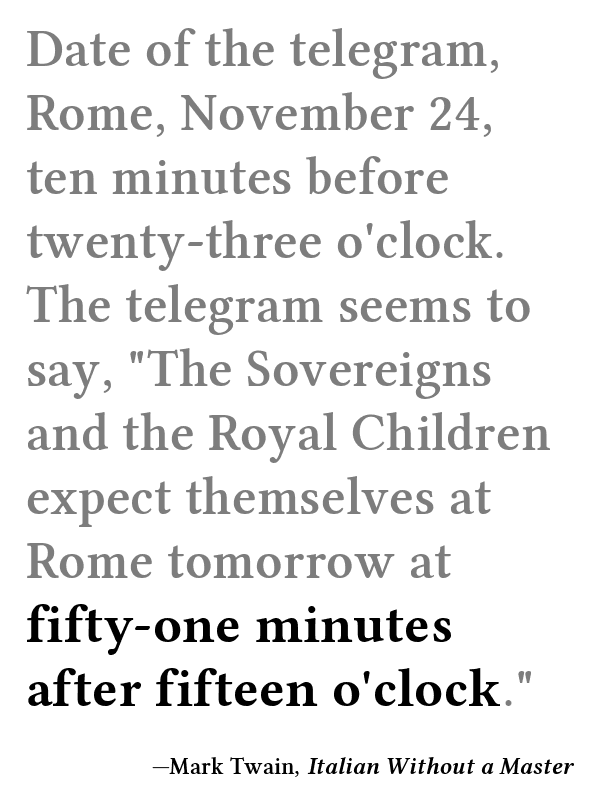 Date of the telegram,
Rome, November 24,
ten minutes before
twenty-three o'clock.
The telegram seems to
say, "The Sovereigns
and the Royal Children
expect themselves at
Rome tomorrow at
fifty-one minutes
after fifteen o'clock."
—Mark Twain, Italian Without a Master